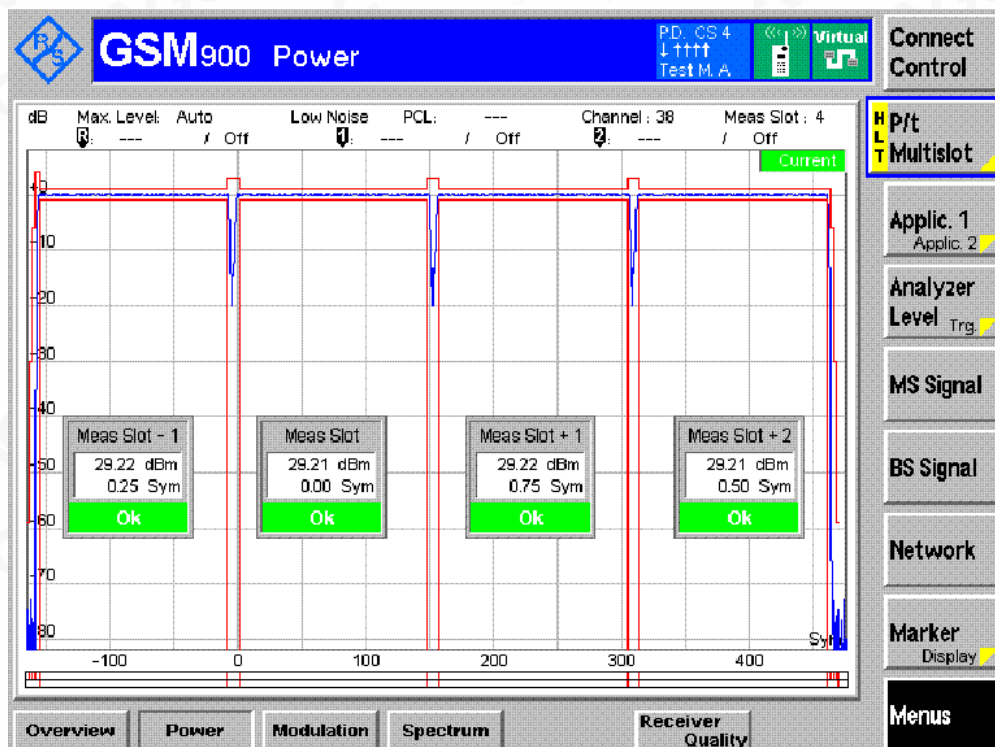 R S
GSM900 Power
P.D. CS 4
↓ ↑↑↑↑
Test M. A
Virtual
Connect Control
dB Max. Level: Auto Low Noise PCL: --- Channel : 38 Meas Slot : 4
R: --- / Off 1: --- / Off 2: --- / Off
Current
HLT
P/t Multislot
Applic. 1
Applic. 2
Analyzer Level Trg.
MS Signal
BS Signal
Network
Marker
Display
Menus
+0
-10
-20
-30
-40
-50
-60
-70
-80
Meas Slot - 1
29.22 dBm
0.25 Sym
Ok
Meas Slot
29.21 dBm
0.00 Sym
Ok
Meas Slot + 1
29.22 dBm
0.75 Sym
Ok
Meas Slot + 2
29.21 dBm
0.50 Sym
Ok
-100 0 100 200 300 400
Overview Power Modulation Spectrum Receiver Quality